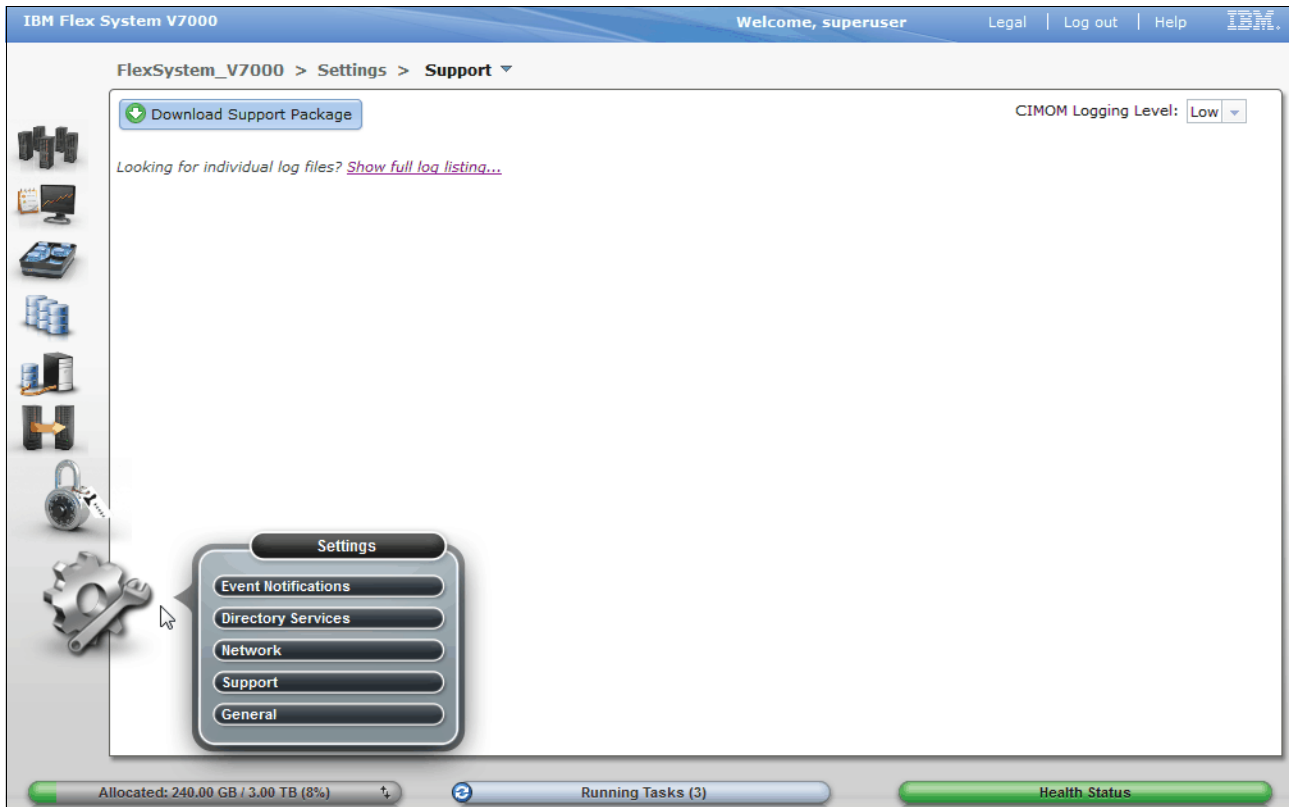 IBM Flex System V7000 Welcome, superuser Legal | Log out | Help IBM.
FlexSystem_V7000 > Settings > Support
Download Support Package CIMOM Logging Level: Low
Looking for individual log files? Show full log listing...
Settings
Event Notifications
Directory Services
Network
Support
General
Allocated: 240.00 GB / 3.00 TB (8%) Running Tasks (3) Health Status